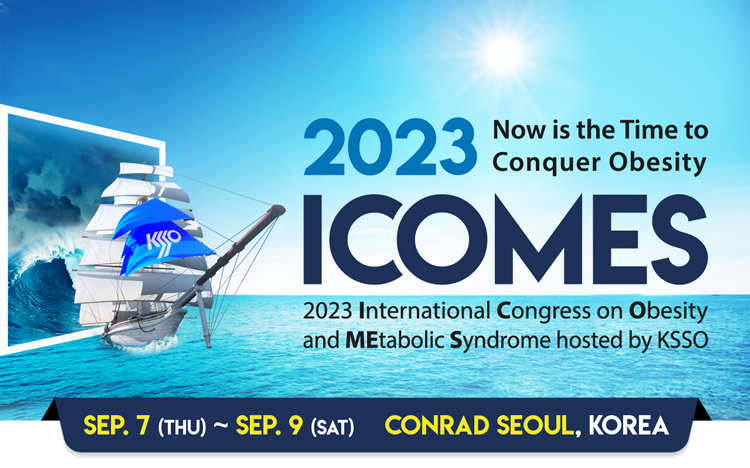 2023 Now is the Time to
Conquer Obesity
KSSO
ICOMES
2023 International Congress on Obesity
and MEtabolic Syndrome hosted by KSSO
SEP. 7 (THU) ~ SEP. 9 (SAT) CONRAD SEOUL, KOREA